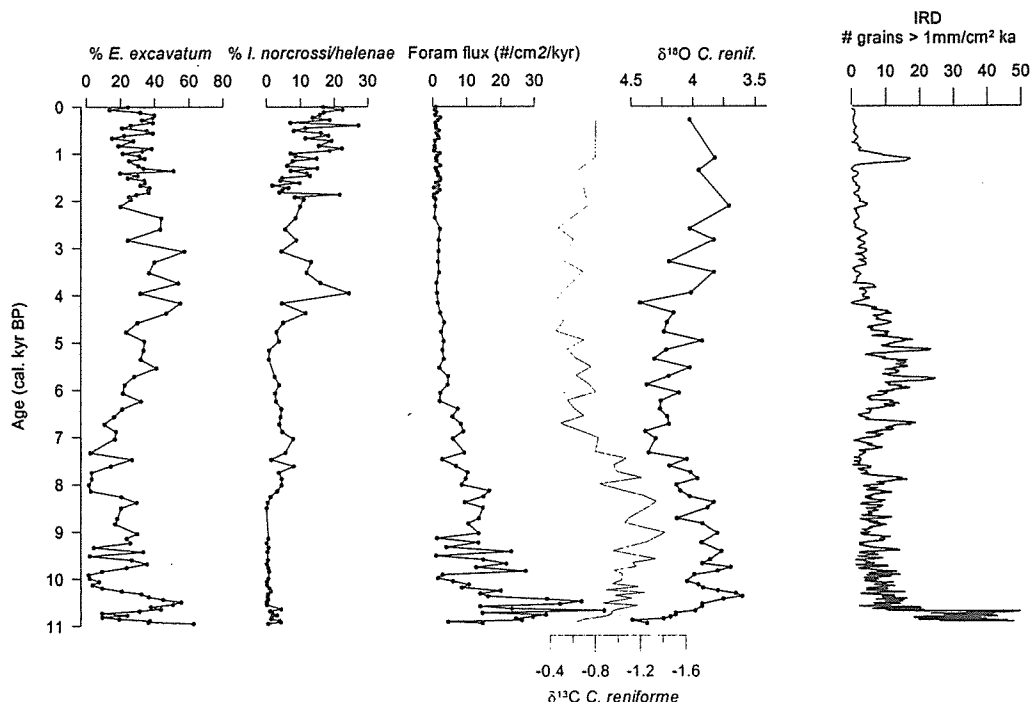 IRD
# grains > 1mm/cm² ka
% E. excavatum
% I. norcrossi/helenae
Foram flux (#/cm2/kyr)
δ¹⁸O C. renif.
0 20 40 60 80
0 10 20 30
0 10 20 30
4.5 4 3.5
0 10 20 30 40 50
Age (cal. kyr BP)
0
1
2
3
4
5
6
7
8
9
10
11
-0.4 -0.8 -1.2 -1.6
δ¹³C C. reniforme